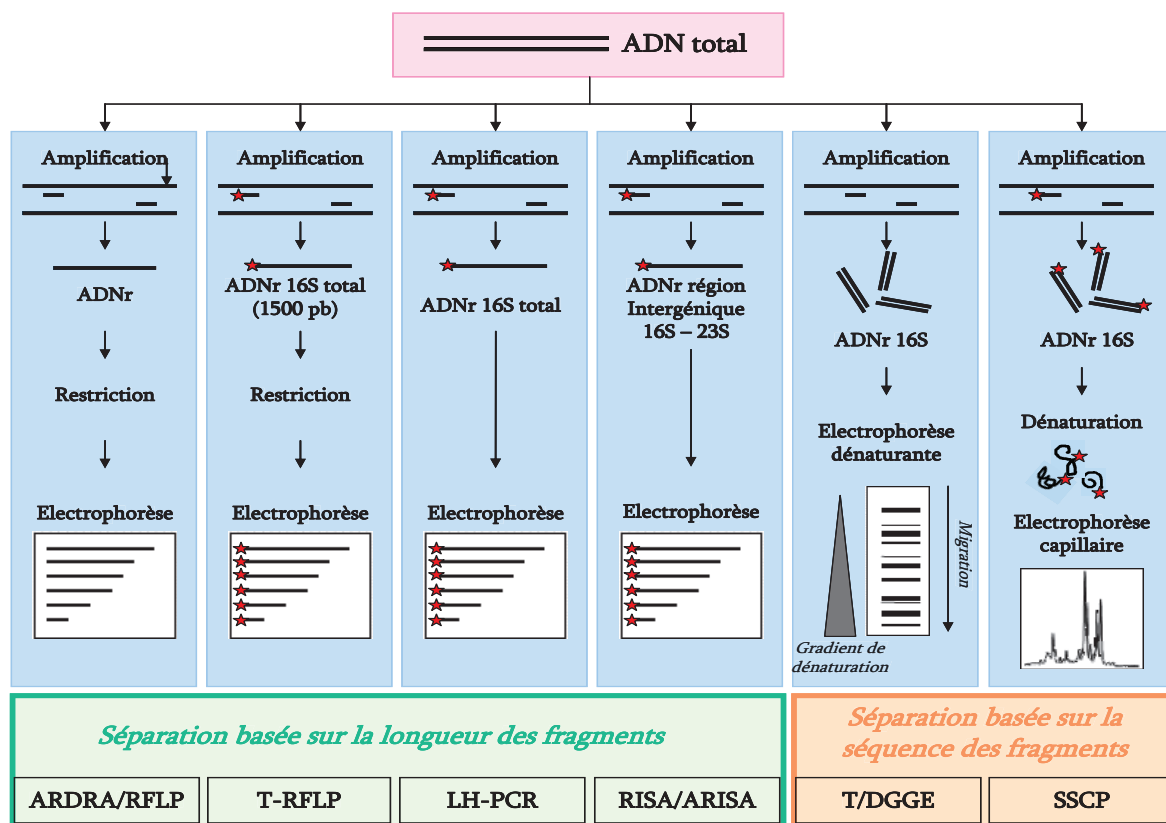 ADN total
Amplification
ADNr
Restriction
Electrophorèse
Amplification
ADNr 16S total
(1500 pb)
Restriction
Electrophorèse
Amplification
ADNr 16S total
Electrophorèse
Amplification
ADNr région
Intergénique
16S – 23S
Electrophorèse
Amplification
ADNr 16S
Electrophorèse
dénaturante
Migration
Gradient de
dénaturation
Amplification
ADNr 16S
Dénaturation
Electrophorèse
capillaire
Séparation basée sur la longueur des fragments
Séparation basée sur la
séquence des fragments
ARDRA/RFLP
T-RFLP
LH-PCR
RISA/ARISA
T/DGGE
SSCP